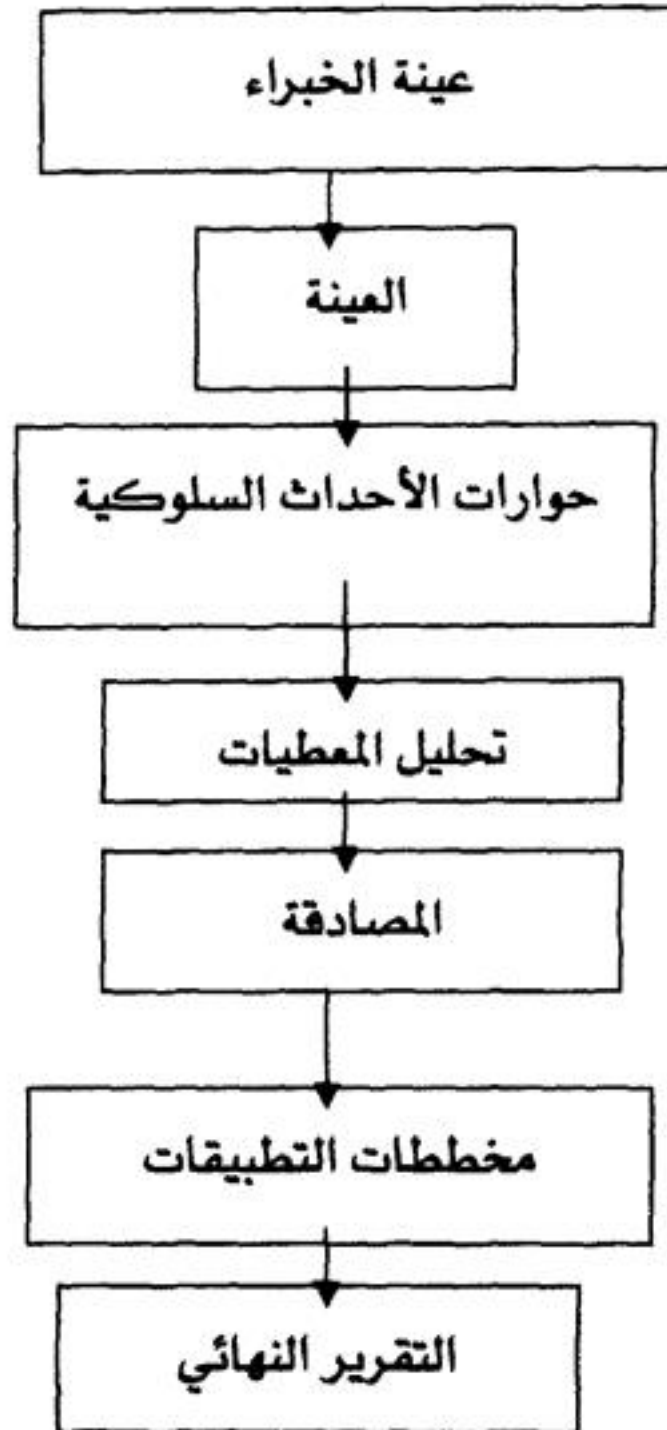 عينة الخبراء
العينة
حوارات الأحداث السلوكية
تحليل المعطيات
المصادقة
مخططات التطبيقات
التقرير النهائي